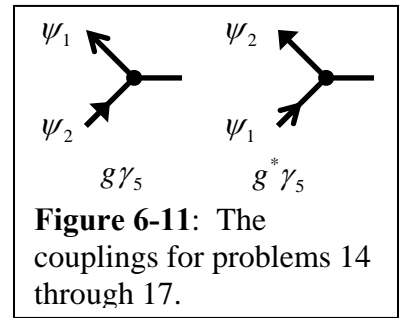 ψ₁ ψ₂
ψ₂ ψ₁
gγ₅ g*γ₅
Figure 6-11: The
couplings for problems 14
through 17.